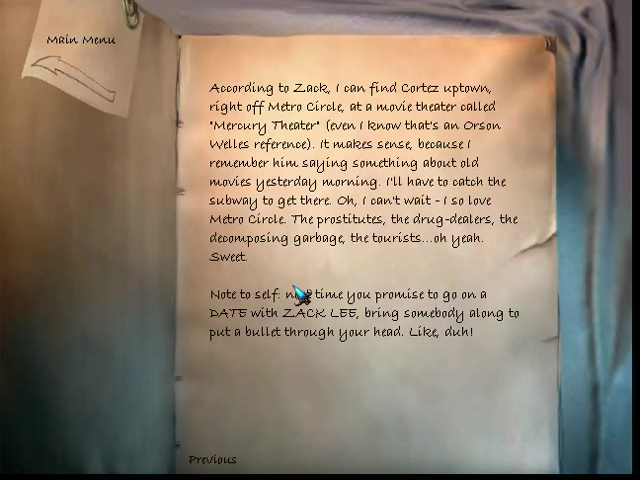 Main Menu
According to Zack, I can find Cortez uptown,
right off Metro Circle, at a movie theater called
"Mercury Theater" (even I know that's an Orson
Welles reference). It makes sense, because I
remember him saying something about old
movies yesterday morning. I'll have to catch the
subway to get there. Oh, I can't wait - I so love
Metro Circle. The prostitutes, the drug-dealers, the
decomposing garbage, the tourists...oh yeah.
Sweet.
Note to self: time you promise to go on a
DATE with ZACK LEE, bring somebody along to
put a bullet through your head. Like, duh!
Previous